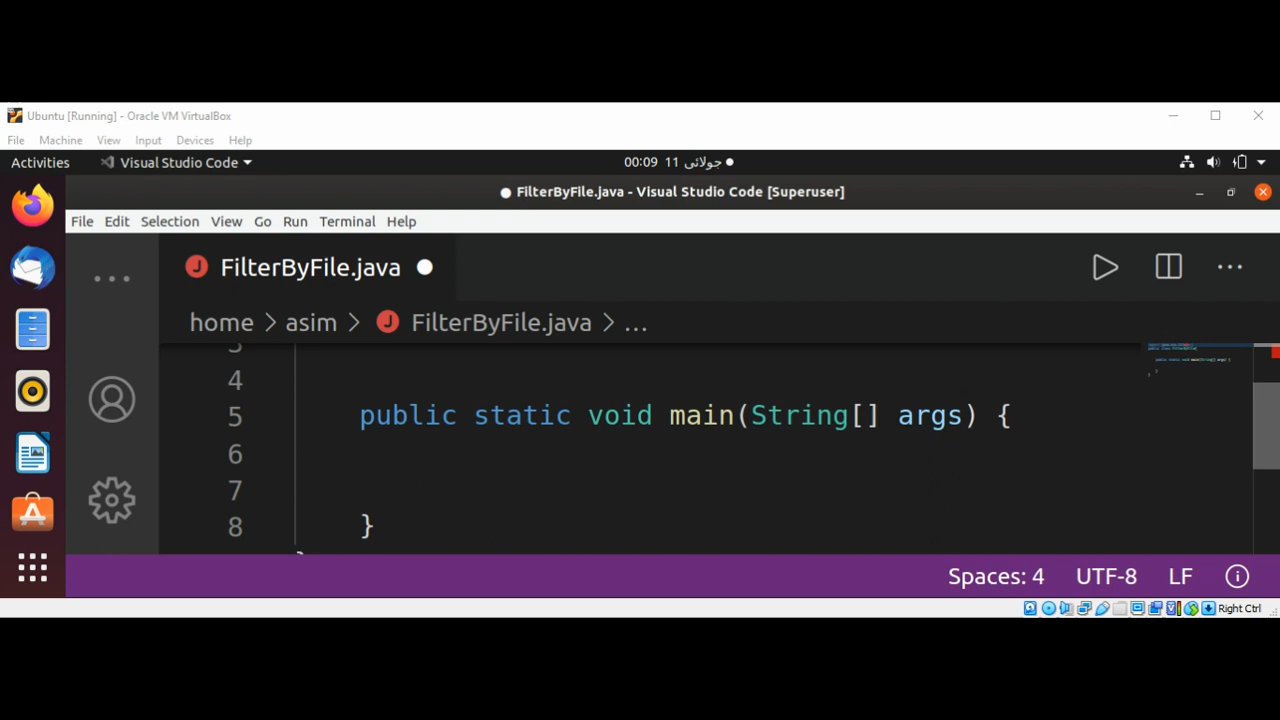 Ubuntu [Running] - Oracle VM VirtualBox
File Machine View Input Devices Help
Activities Visual Studio Code 00:09 11 جولائی
FilterByFile.java - Visual Studio Code [Superuser]
File Edit Selection View Go Run Terminal Help
FilterByFile.java
home > asim > FilterByFile.java > ...
3
4
5 public static void main(String[] args) {
6
7
8 }
Spaces: 4 UTF-8 LF
Right Ctrl